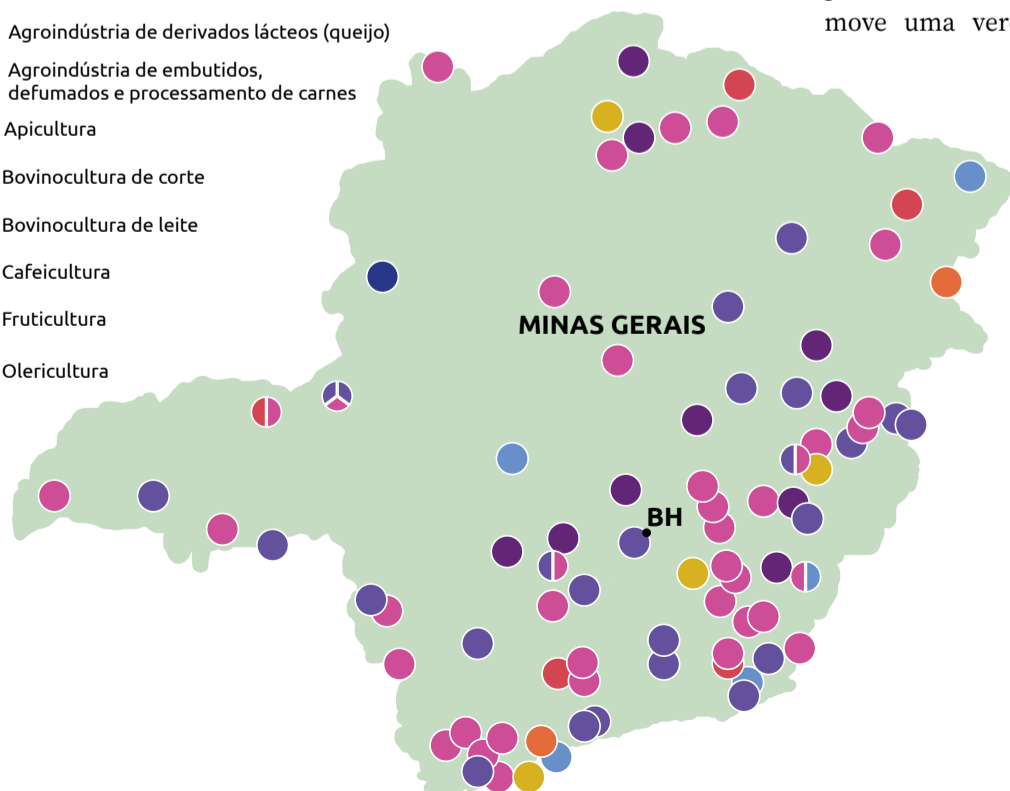 move uma
Agroindústria de derivados lácteos (queijo)
Agroindústria de embutidos,
defumados e processamento de carnes
Apicultura
Bovinocultura de corte
Bovinocultura de leite
Cafeicultura
Fruticultura
Olericultura
MINAS GERAIS
BH